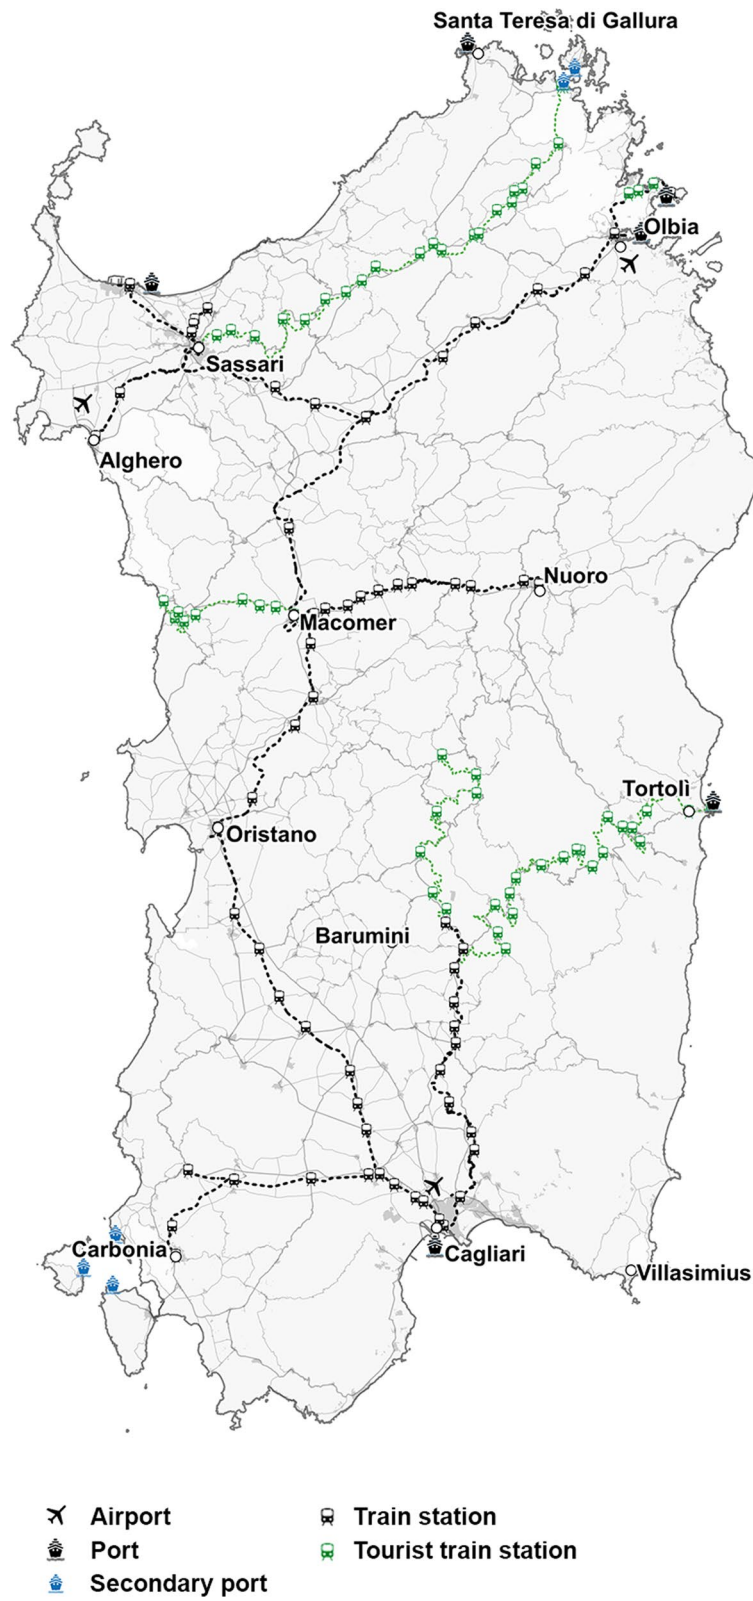 Santa Teresa di Gallura
Olbia
Sassari
Alghero
Nuoro
Macomer
Tortolì
Oristano
Barumini
Carbonia
Cagliari
Villasimius
Airport
Train station
Port
Tourist train station
Secondary port